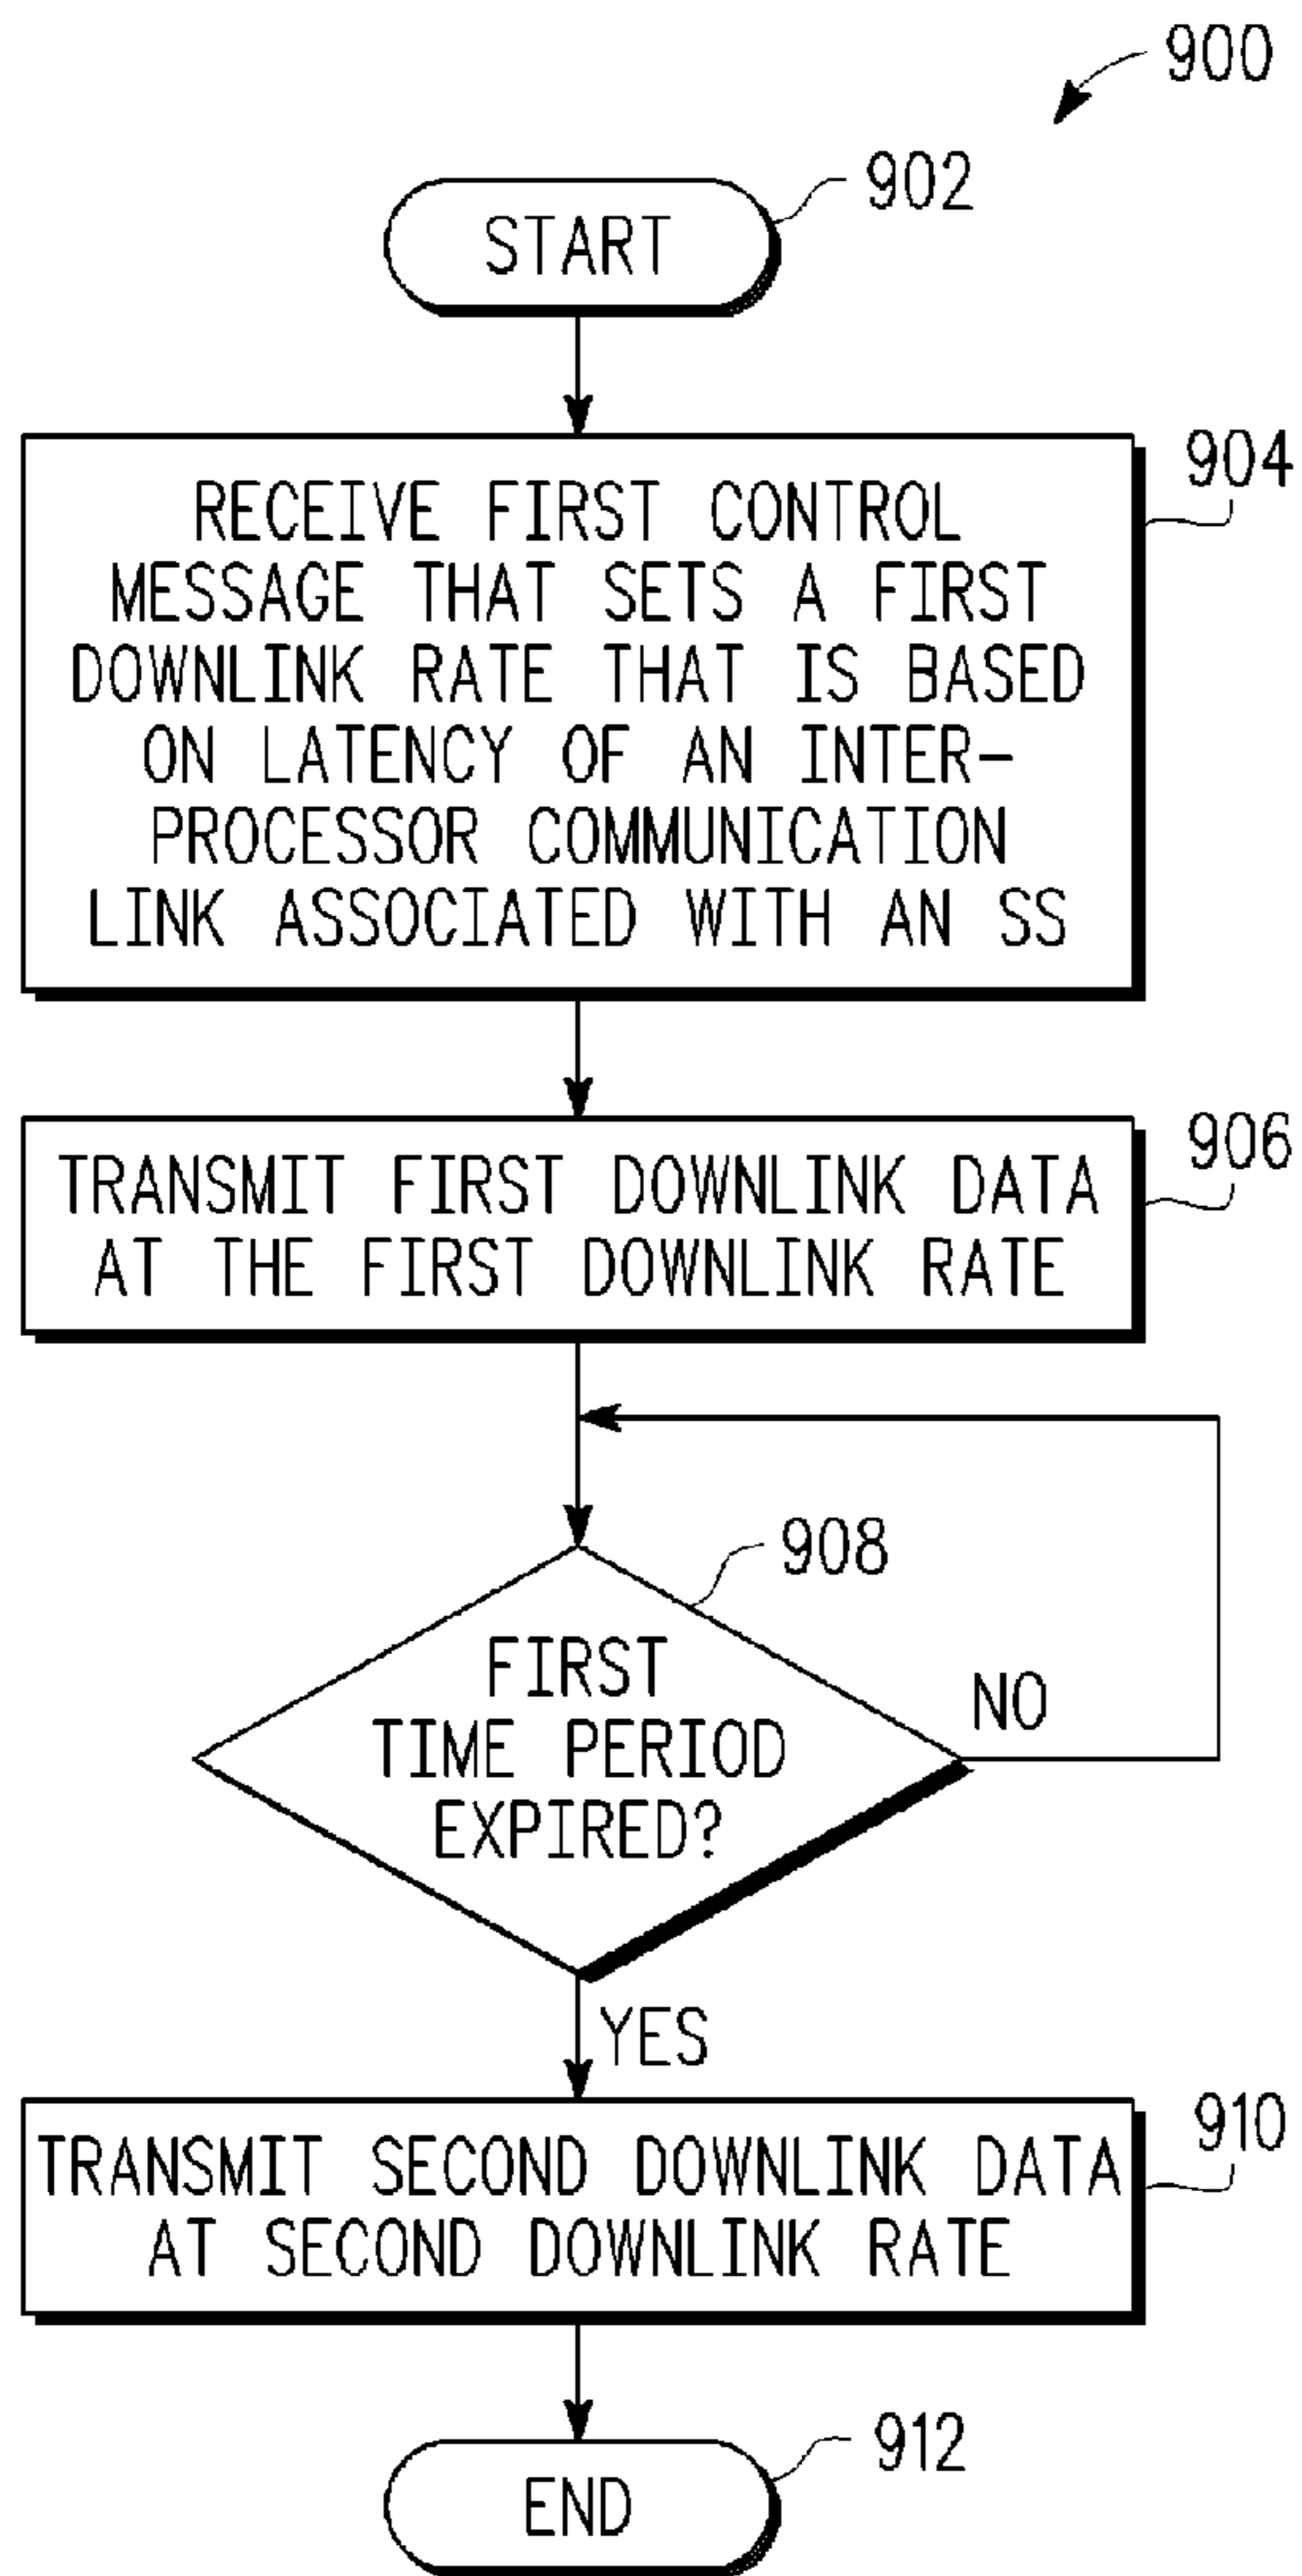 900
902
START
904
RECEIVE FIRST CONTROL
MESSAGE THAT SETS A FIRST
DOWNLINK RATE THAT IS BASED
ON LATENCY OF AN INTER-
PROCESSOR COMMUNICATION
LINK ASSOCIATED WITH AN SS
906
TRANSMIT FIRST DOWNLINK DATA
AT THE FIRST DOWNLINK RATE
908
FIRST
TIME PERIOD
EXPIRED?
NO
YES
910
TRANSMIT SECOND DOWNLINK DATA
AT SECOND DOWNLINK RATE
912
END